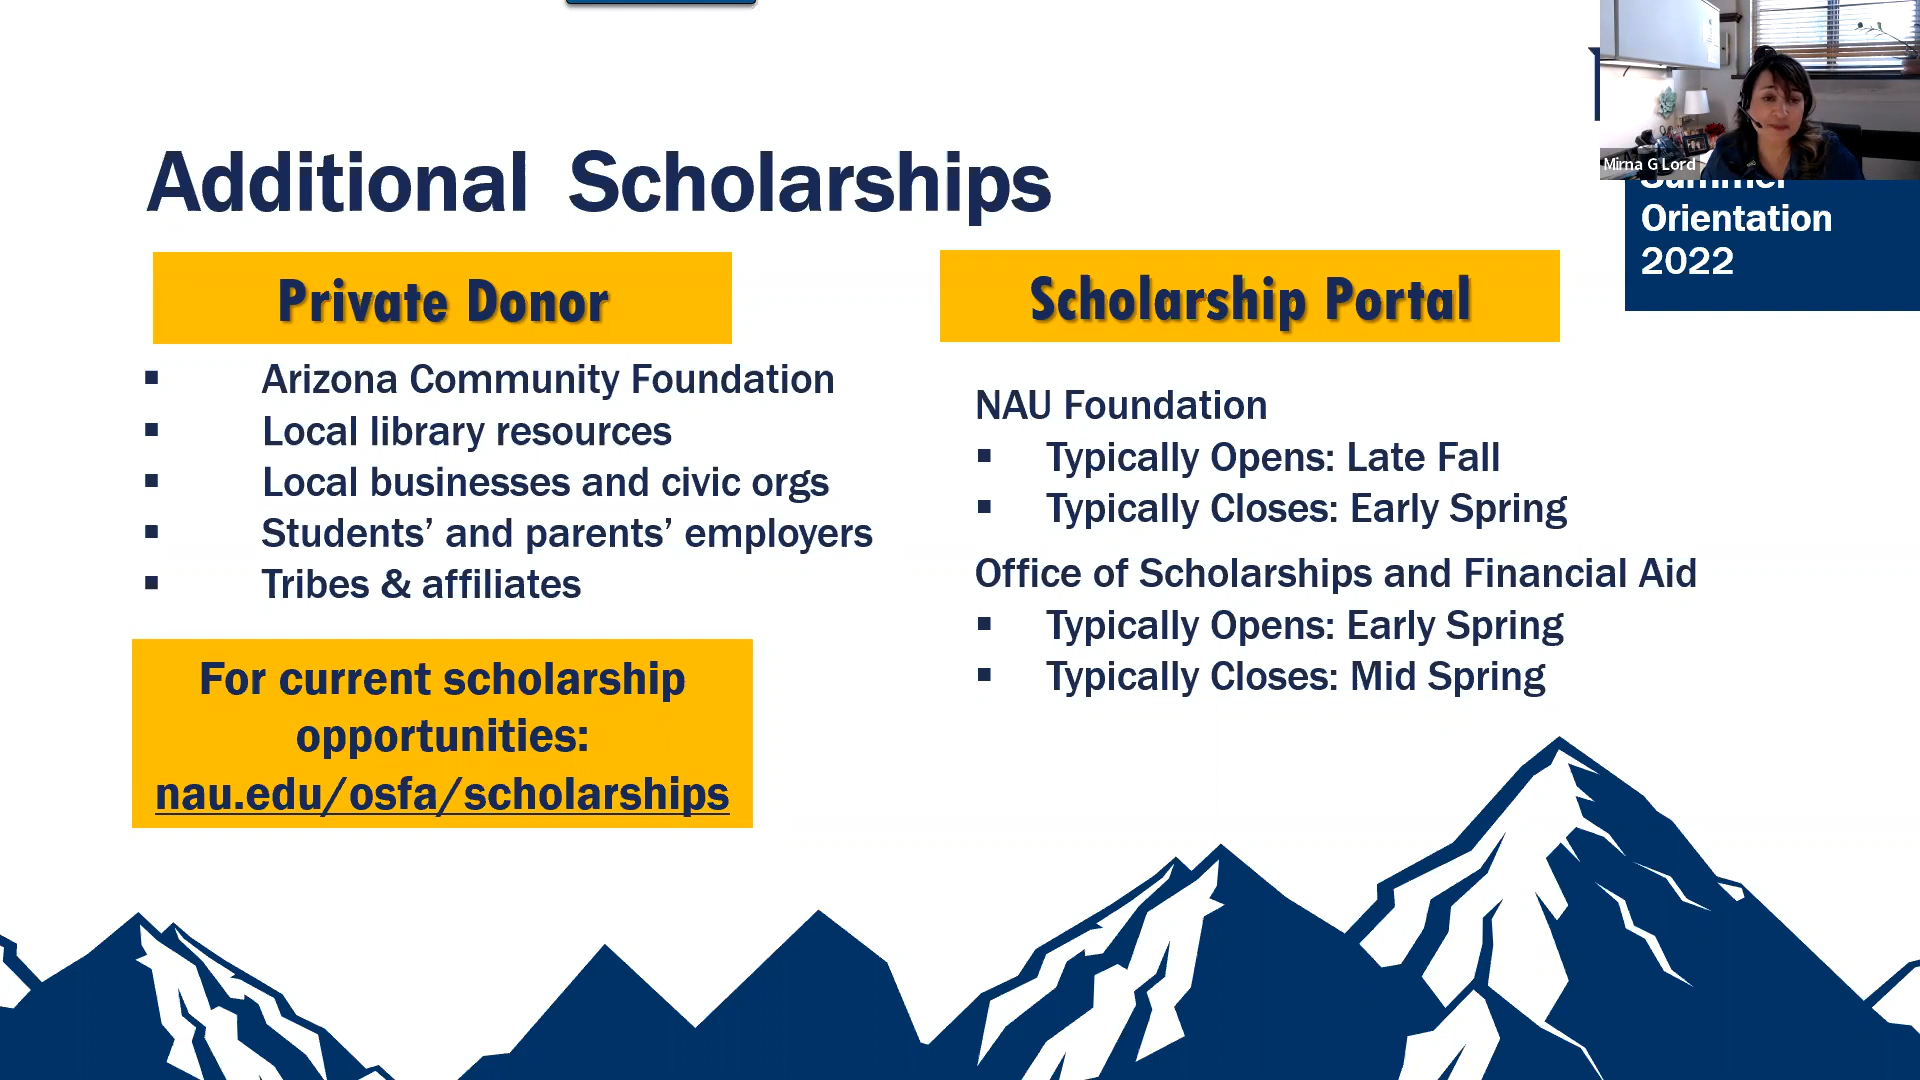 Additional Scholarships
Private Donor
▪ Arizona Community Foundation
▪ Local library resources
▪ Local businesses and civic orgs
▪ Students’ and parents’ employers
▪ Tribes & affiliates
For current scholarship
opportunities:
nau.edu/osfa/scholarships
Scholarship Portal
NAU Foundation
▪ Typically Opens: Late Fall
▪ Typically Closes: Early Spring
Office of Scholarships and Financial Aid
▪ Typically Opens: Early Spring
▪ Typically Closes: Mid Spring
Mirna G Lord
Summer
Orientation
2022